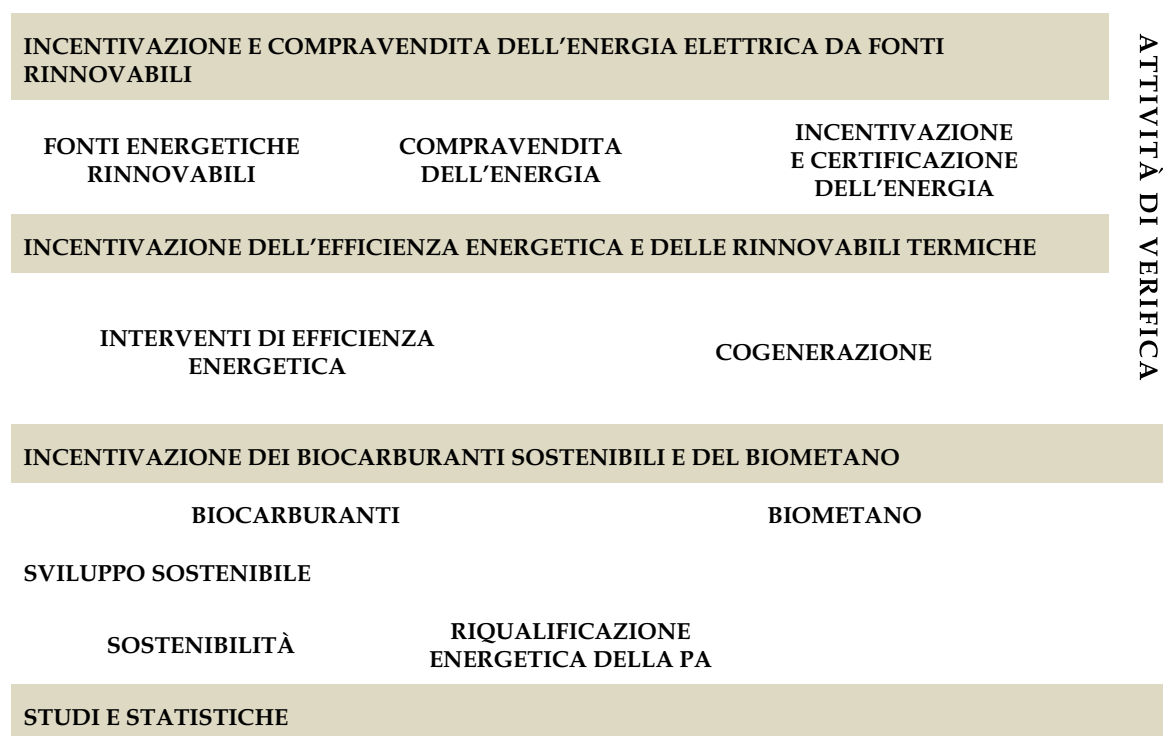 INCENTIVAZIONE E COMPRAVENDITA DELL'ENERGIA ELETTRICA DA FONTI
RINNOVABILI
FONTI ENERGETICHE
RINNOVABILI
COMPRAVENDITA
DELL'ENERGIA
INCENTIVAZIONE
E CERTIFICAZIONE
DELL'ENERGIA
INCENTIVAZIONE DELL'EFFICIENZA ENERGETICA E DELLE RINNOVABILI TERMICHE
INTERVENTI DI EFFICIENZA
ENERGETICA
COGENERAZIONE
ATTIVITÀ DI VERIFICA
INCENTIVAZIONE DEI BIOCARBURANTI SOSTENIBILI E DEL BIOMETANO
BIOCARBURANTI
BIOMETANO
SVILUPPO SOSTENIBILE
SOSTENIBILITÀ
RIQUALIFICAZIONE
ENERGETICA DELLA PA
STUDI E STATISTICHE